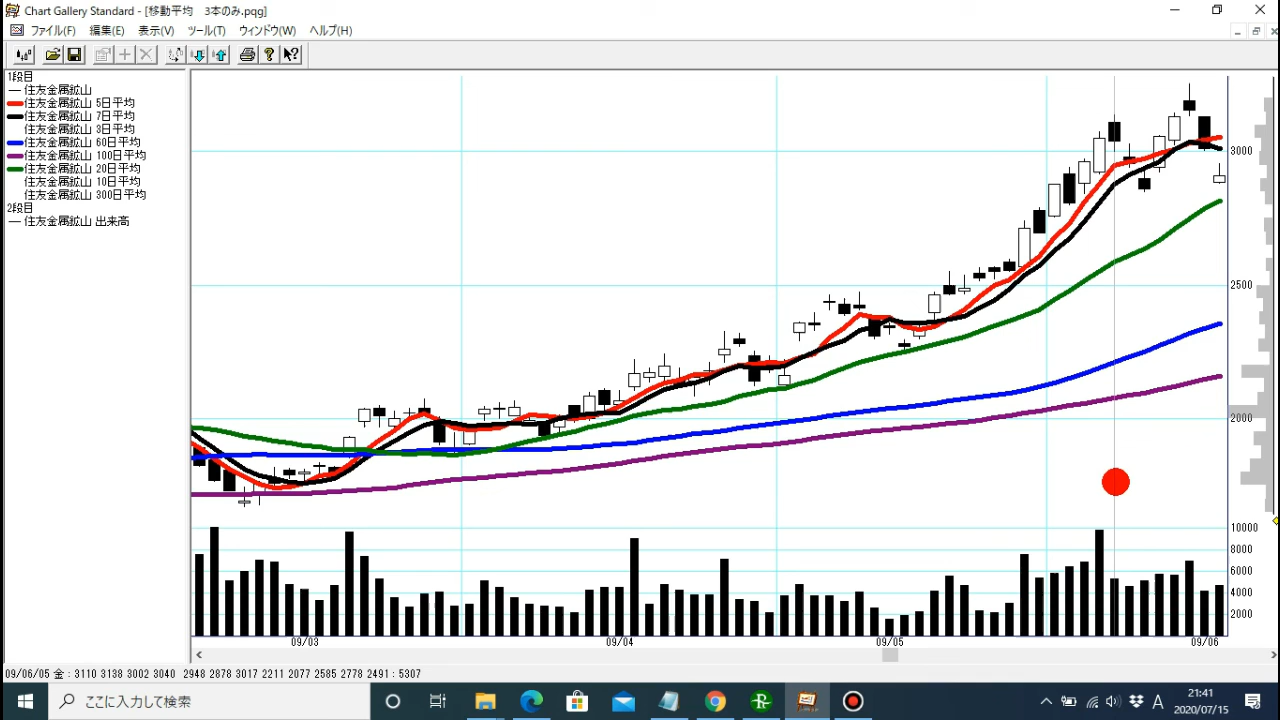 Chart Gallery Standard - [移動平均　3本のみ.pqg]
ファイル(F) 編集(E) 表示(V) ツール(T) ウィンドウ(W) ヘルプ(H)
1段目
住友金属鉱山
住友金属鉱山 5日平均
住友金属鉱山 7日平均
住友金属鉱山 3日平均
住友金属鉱山 60日平均
住友金属鉱山 100日平均
住友金属鉱山 20日平均
住友金属鉱山 10日平均
住友金属鉱山 300日平均
2段目
住友金属鉱山 出来高
3000
2500
2000
10000
8000
6000
4000
2000
09/03 09/04 09/05 09/06
09/06/05 金 : 3110 3138 3002 3040 2948 2878 3017 2211 2077 2585 2778 2491 : 5307
ここに入力して検索
A
21:41
2020/07/15